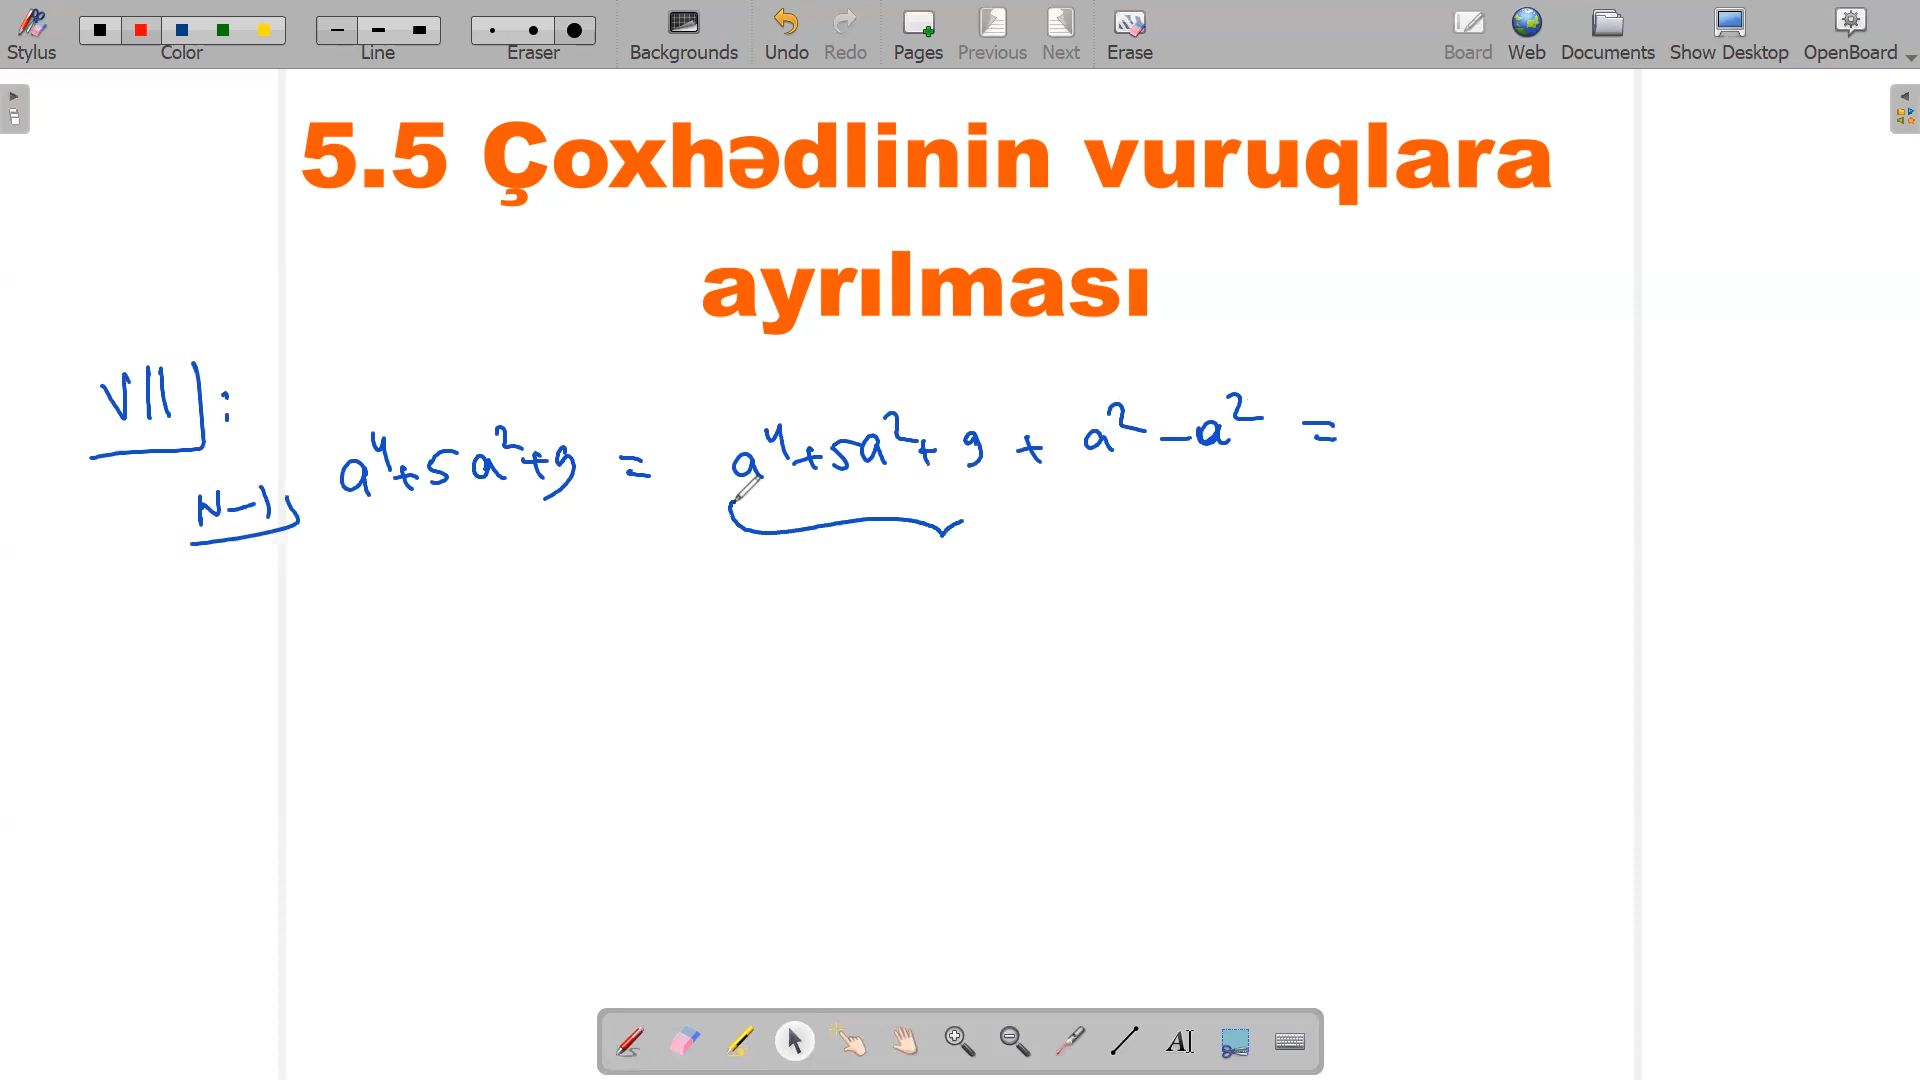 Stylus Color Line Eraser Backgrounds Undo Redo Pages Previous Next Erase Board Web Documents Show Desktop OpenBoard
5.5 Çoxhədlinin vuruqlara
ayrılması
VII :
N-1) a⁴+5a²+9 = a⁴+5a²+9 + a² - a² =
AI